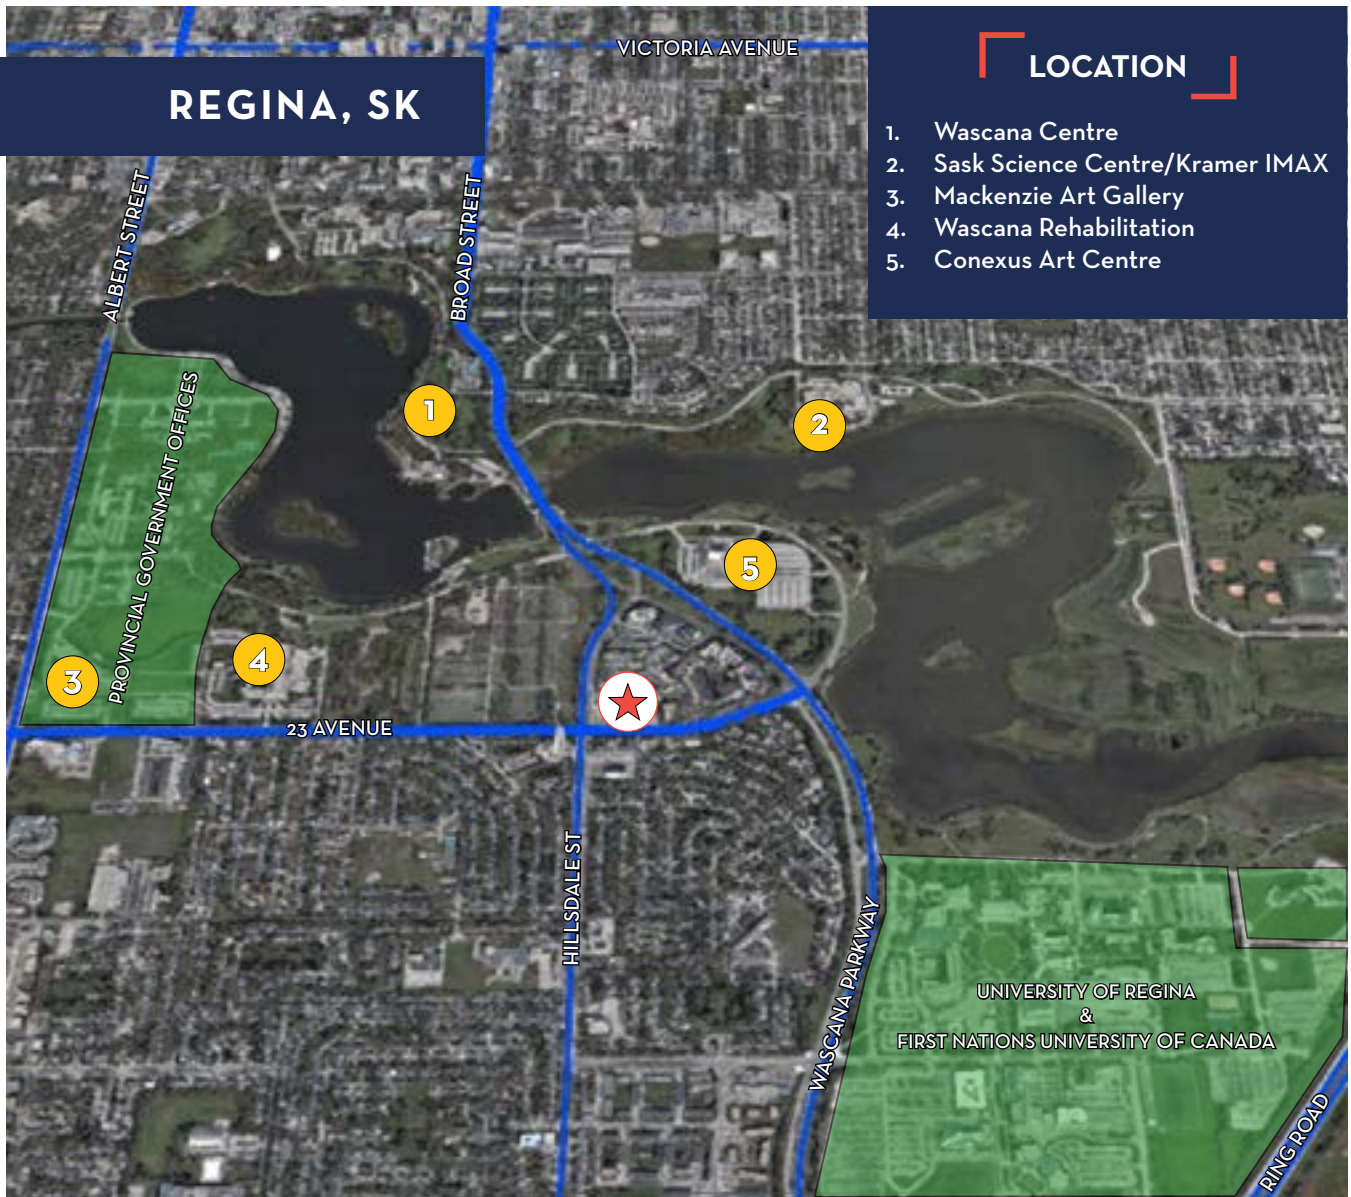 VICTORIA AVENUE
REGINA, SK
LOCATION
1. Wascana Centre
2. Sask Science Centre/Kramer IMAX
3. Mackenzie Art Gallery
4. Wascana Rehabilitation
5. Conexus Art Centre
ALBERT STREET
BROAD STREET
PROVINCIAL GOVERNMENT OFFICES
1
2
5
4
3
23 AVENUE
HILLSDALE ST
WASCANA PARKWAY
UNIVERSITY OF REGINA
&
FIRST NATIONS UNIVERSITY OF CANADA
RING ROAD